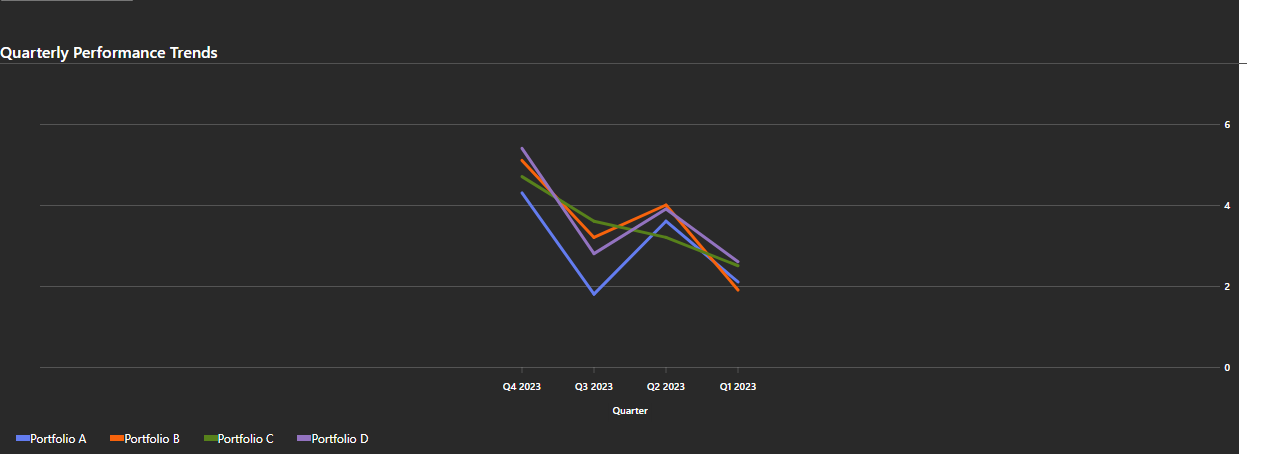 Quarterly Performance Trends
6
4
2
0
Q4 2023 Q3 2023 Q2 2023 Q1 2023
Quarter
Portfolio A Portfolio B Portfolio C Portfolio D